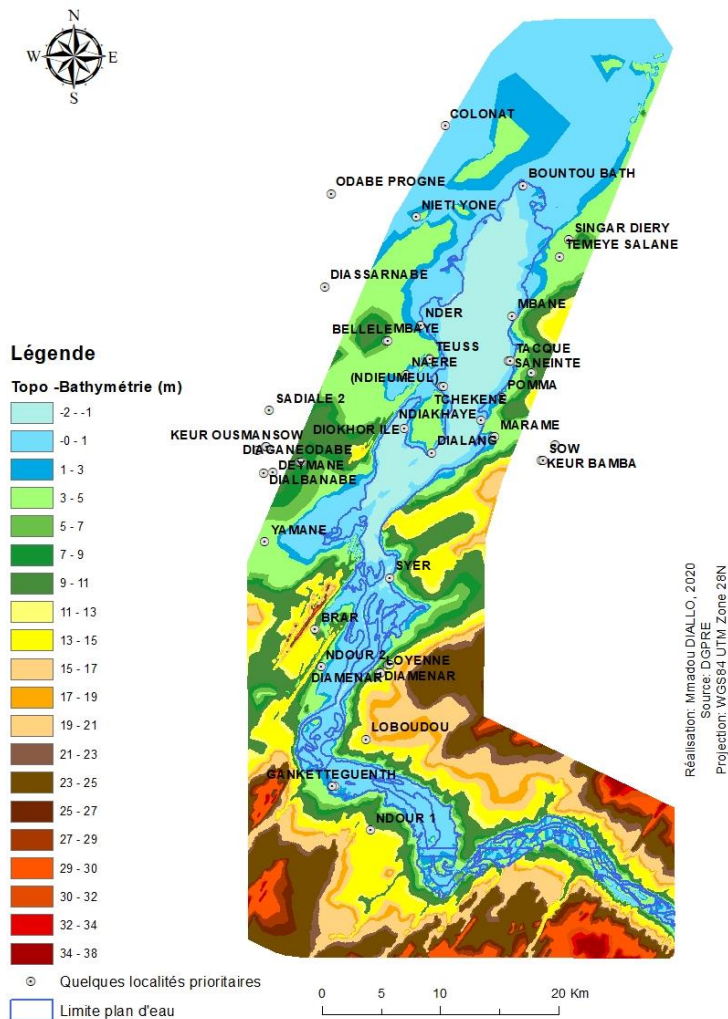 N
W E
S
COLONAT
ODABE PROGNE
BOUNTOU BATH
NIETI YONE
SINGAR DIERY
TEMEYE SALANE
DIASSARNABE
NDER
MBANE
BELLELEMBAYE
TEUSS
TACQUE
NAERE
SANEINTE
(NDIEUMEUL)
POMMA
TCHEKENE
SADIALE 2
NDIAKHAYE
DIOKHOR ILE
MARAME
KEUR OUSMANSOW
DIALANG
SOW
DIAGANEODABE
KEUR BAMBA
DEYMANE
DIALBANABE
YAMANE
SYER
BRAR
NDOUR 2
LOYENNE
DIAMENAR
DIAMENAR
LOBOUDOU
GANKETTEGUENTH
NDOUR 1
Légende
Topo -Bathymétrie (m)
-2 - -1
-0 - 1
1 - 3
3 - 5
5 - 7
7 - 9
9 - 11
11 - 13
13 - 15
15 - 17
17 - 19
19 - 21
21 - 23
23 - 25
25 - 27
27 - 29
29 - 30
30 - 32
32 - 34
34 - 38
Quelques localités prioritaires
Limite plan d'eau
0 5 10 20 Km
Réalisation: Mmadou DIALLO, 2020
Source: DGPRE
Projection: WGS84 UTM Zone 28N